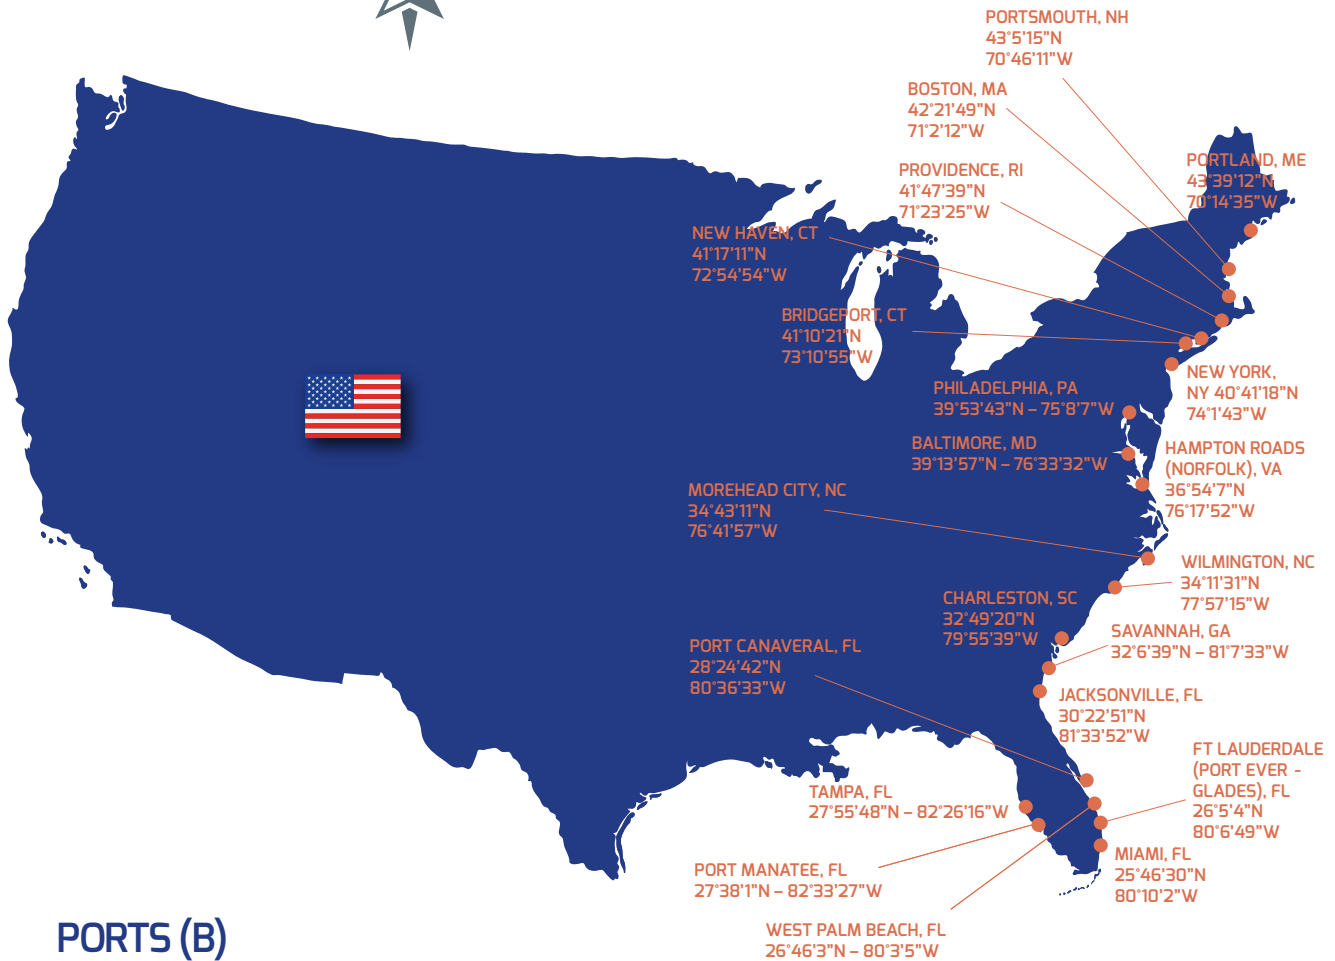 PORTSMOUTH, NH
43°5'15"N
70°46'11"W
BOSTON, MA
42°21'49"N
71°2'12"W
PROVIDENCE, RI
41°47'39"N
71°23'25"W
PORTLAND, ME
43°39'12"N
70°14'35"W
NEW HAVEN, CT
41°17'11"N
72°54'54"W
BRIDGEPORT, CT
41°10'21"N
73°10'55"W
NEW YORK,
NY 40°41'18"N
74°1'43"W
PHILADELPHIA, PA
39°53'43"N – 75°8'7"W
BALTIMORE, MD
39°13'57"N – 76°33'32"W
HAMPTON ROADS
(NORFOLK), VA
36°54'7"N
76°17'52"W
MOREHEAD CITY, NC
34°43'11"N
76°41'57"W
WILMINGTON, NC
34°11'31"N
77°57'15"W
CHARLESTON, SC
32°49'20"N
79°55'39"W
SAVANNAH, GA
32°6'39"N – 81°7'33"W
PORT CANAVERAL, FL
28°24'42"N
80°36'33"W
JACKSONVILLE, FL
30°22'51"N
81°33'52"W
FT LAUDERDALE
(PORT EVER -
GLADES), FL
26°5'4"N
80°6'49"W
TAMPA, FL
27°55'48"N – 82°26'16"W
MIAMI, FL
25°46'30"N
80°10'2"W
PORT MANATEE, FL
27°38'1"N – 82°33'27"W
WEST PALM BEACH, FL
26°46'3"N – 80°3'5"W
PORTS (B)